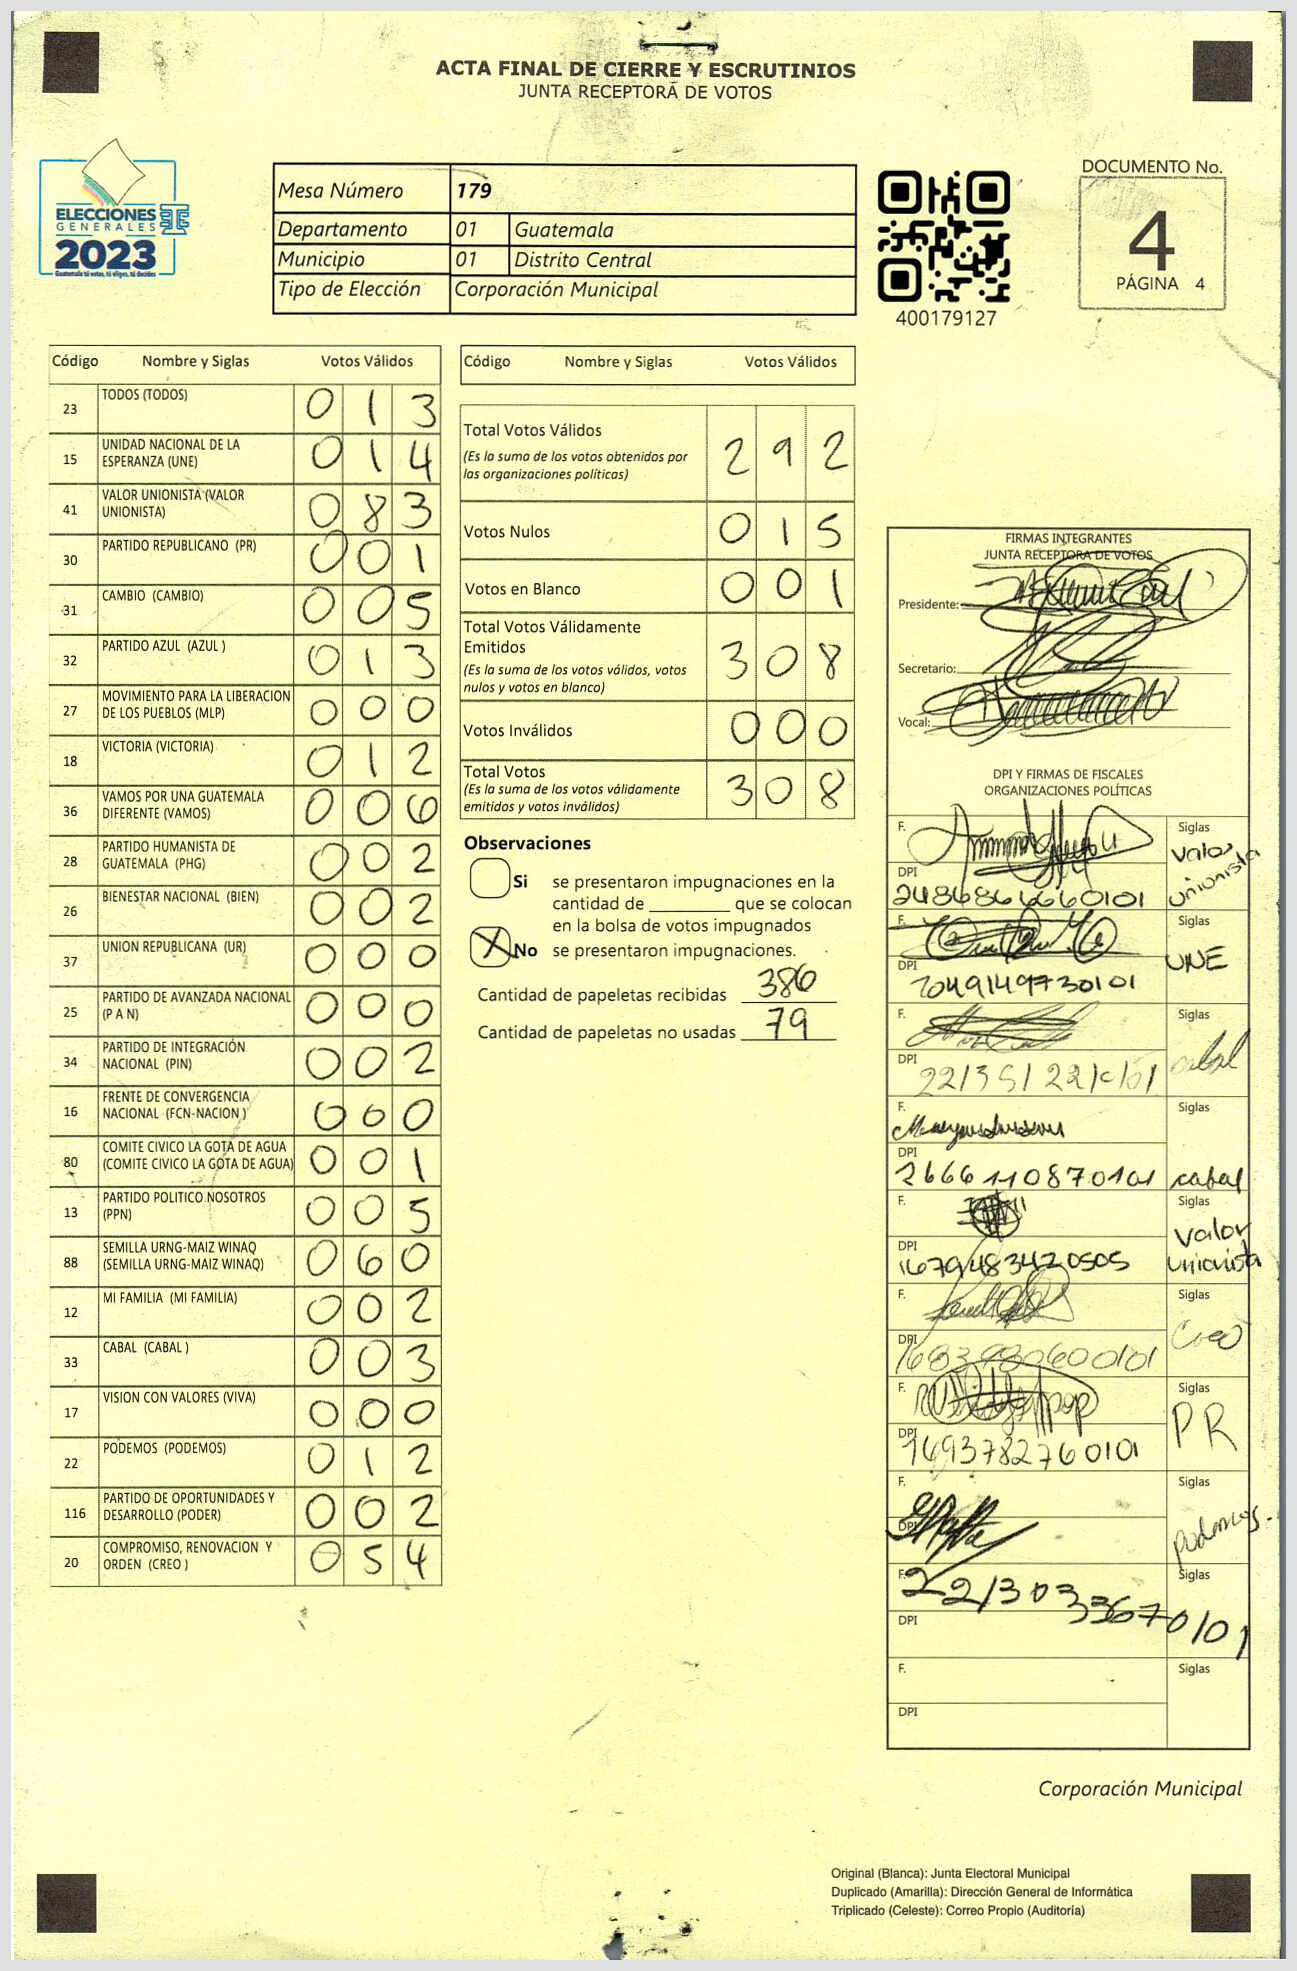 ACTA FINAL DE CIERRE Y ESCRUTINIOS
JUNTA RECEPTORA DE VOTOS
ELECCIONES
GENERALES
2023
Guatemala tú votas, tú eliges, tú decides
Mesa Número 179
Departamento 01 Guatemala
Municipio 01 Distrito Central
Tipo de Elección Corporación Municipal
400179127
DOCUMENTO No.
4
PÁGINA 4
Código Nombre y Siglas Votos Válidos
23 TODOS (TODOS) 0 1 3
15 UNIDAD NACIONAL DE LA
ESPERANZA (UNE) 0 1 4
41 VALOR UNIONISTA (VALOR
UNIONISTA) 0 8 3
30 PARTIDO REPUBLICANO (PR) 0 0 1
31 CAMBIO (CAMBIO) 0 0 5
32 PARTIDO AZUL (AZUL ) 0 1 3
27 MOVIMIENTO PARA LA LIBERACION
DE LOS PUEBLOS (MLP) 0 0 0
18 VICTORIA (VICTORIA) 0 1 2
36 VAMOS POR UNA GUATEMALA
DIFERENTE (VAMOS) 0 0 6
28 PARTIDO HUMANISTA DE
GUATEMALA (PHG) 0 0 2
26 BIENESTAR NACIONAL (BIEN) 0 0 2
37 UNION REPUBLICANA (UR) 0 0 0
25 PARTIDO DE AVANZADA NACIONAL
(P A N) 0 0 0
34 PARTIDO DE INTEGRACIÓN
NACIONAL (PIN) 0 0 2
16 FRENTE DE CONVERGENCIA
NACIONAL (FCN-NACION ) 0 0 0
80 COMITE CIVICO LA GOTA DE AGUA
(COMITE CIVICO LA GOTA DE AGUA) 0 0 1
13 PARTIDO POLITICO NOSOTROS
(PPN) 0 0 5
88 SEMILLA URNG-MAIZ WINAQ
(SEMILLA URNG-MAIZ WINAQ) 0 6 0
12 MI FAMILIA (MI FAMILIA) 0 0 2
33 CABAL (CABAL ) 0 0 3
17 VISION CON VALORES (VIVA) 0 0 0
22 PODEMOS (PODEMOS) 0 1 2
116 PARTIDO DE OPORTUNIDADES Y
DESARROLLO (PODER) 0 0 2
20 COMPROMISO, RENOVACION Y
ORDEN (CREO ) 0 5 4
Código Nombre y Siglas Votos Válidos
Total Votos Válidos 2 9 2
(Es la suma de los votos obtenidos por
las organizaciones políticas)
Votos Nulos 0 1 5
Votos en Blanco 0 0 1
Total Votos Válidamente
Emitidos 3 0 8
(Es la suma de los votos válidos, votos
nulos y votos en blanco)
Votos Inválidos 0 0 0
Total Votos 3 0 8
(Es la suma de los votos válidamente
emitidos y votos inválidos)
Observaciones
Si se presentaron impugnaciones en la
cantidad de ________ que se colocan
en la bolsa de votos impugnados
X No se presentaron impugnaciones.
Cantidad de papeletas recibidas 386
Cantidad de papeletas no usadas 79
FIRMAS INTEGRANTES
JUNTA RECEPTORA DE VOTOS
Presidente:
Secretario:
Vocal:
DPI Y FIRMAS DE FISCALES
ORGANIZACIONES POLÍTICAS
F. Siglas
Valor
unionista
DPI
F. Siglas
UNE
DPI
2049149730101
F. Siglas
cabal
DPI
F. Siglas
DPI
2666110870101 cabal
F. Siglas
Valor
unionista
DPI
1679483420505
F. Siglas
Creo
DPI
F. Siglas
PR
DPI
1493782760101
F. Siglas
podemos
DPI
F. Siglas
2213033670101
DPI
F. Siglas
DPI
Corporación Municipal
Original (Blanca): Junta Electoral Municipal
Duplicado (Amarilla): Dirección General de Informática
Triplicado (Celeste): Correo Propio (Auditoría)